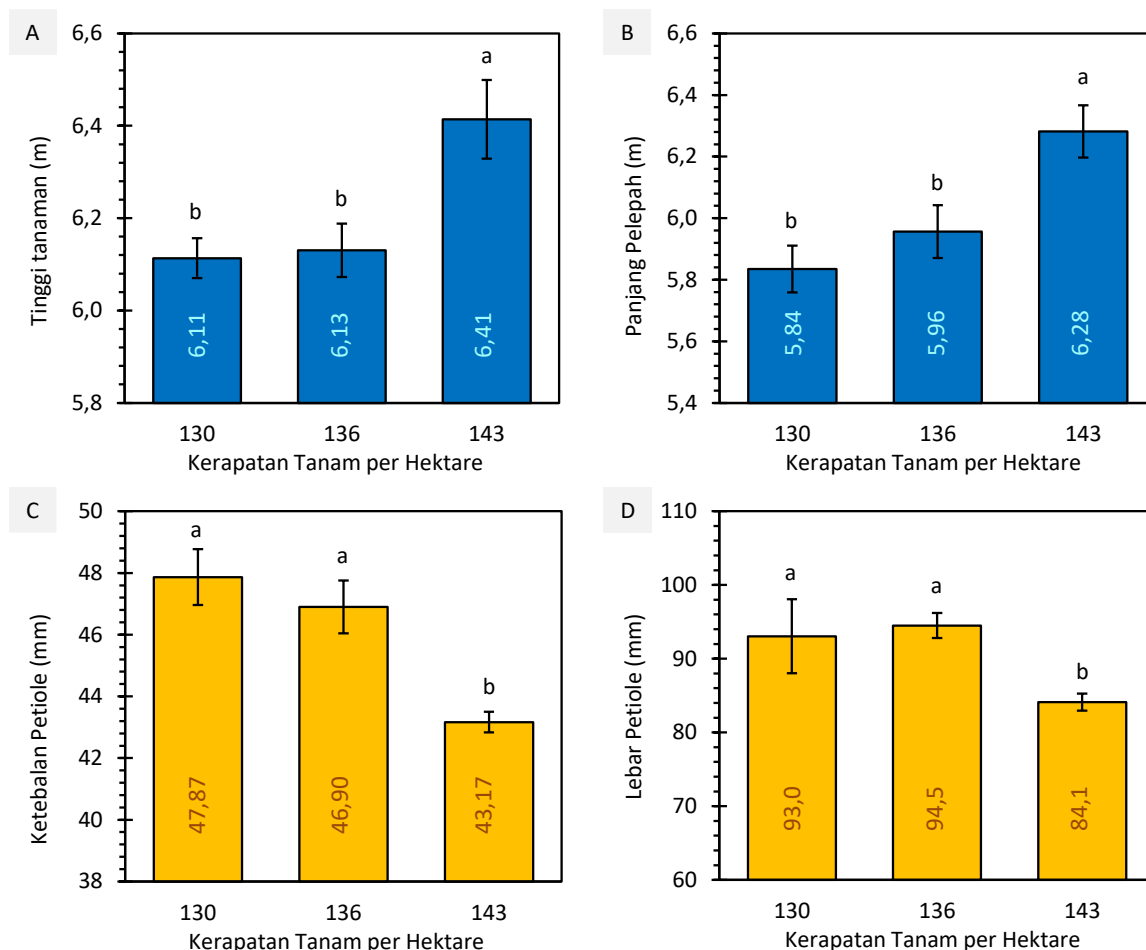 A
Tinggi tanaman (m)
6,6
6,4
6,2
6,0
5,8
b
b
a
6,11
6,13
6,41
130 136 143
Kerapatan Tanam per Hektare
B
Panjang Pelepah (m)
6,6
6,4
6,2
6,0
5,8
5,6
5,4
b
b
a
5,84
5,96
6,28
130 136 143
Kerapatan Tanam per Hektare
C
Ketebalan Petiole (mm)
50
48
46
44
42
40
38
a
a
b
47,87
46,90
43,17
130 136 143
Kerapatan Tanam per Hektare
D
Lebar Petiole (mm)
110
100
90
80
70
60
a
a
b
93,0
94,5
84,1
130 136 143
Kerapatan Tanam per Hektare